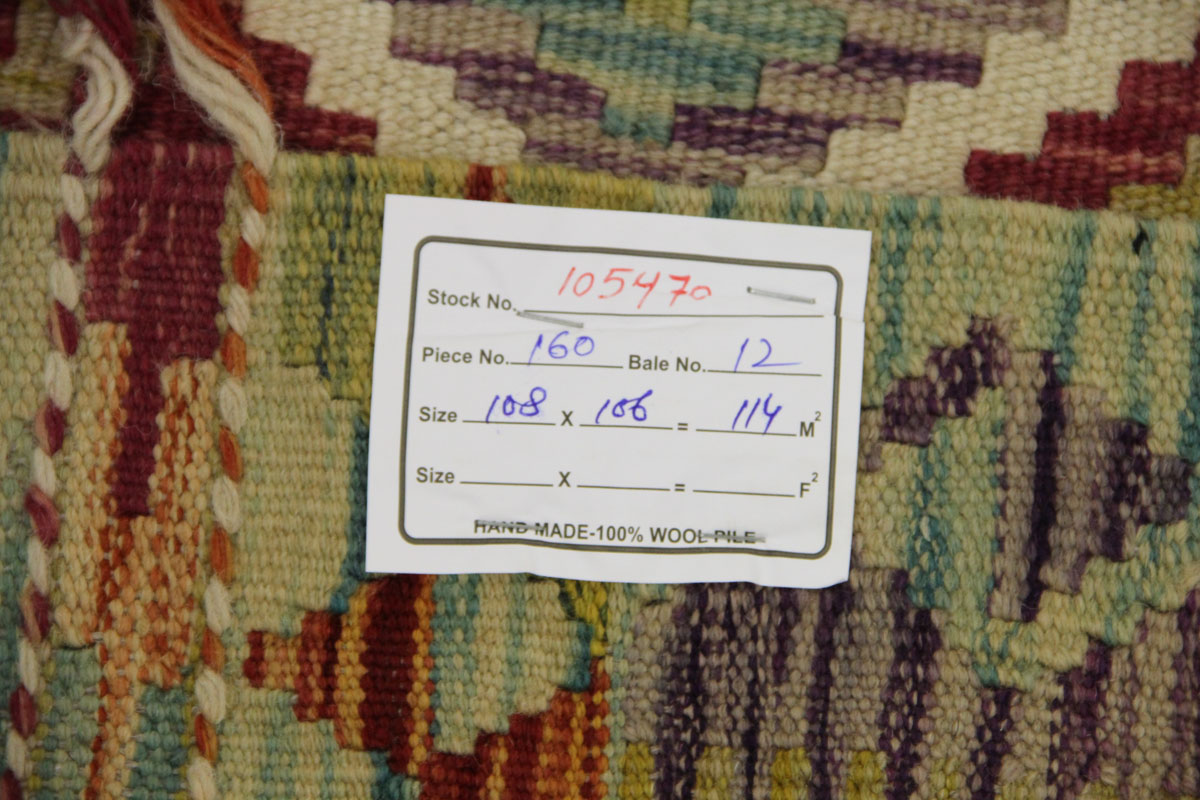 Stock No. 105470
Piece No. 160 Bale No. 12
Size 108 X 106 = 114 M²
Size X = F²
HAND MADE-100% WOOL PILE